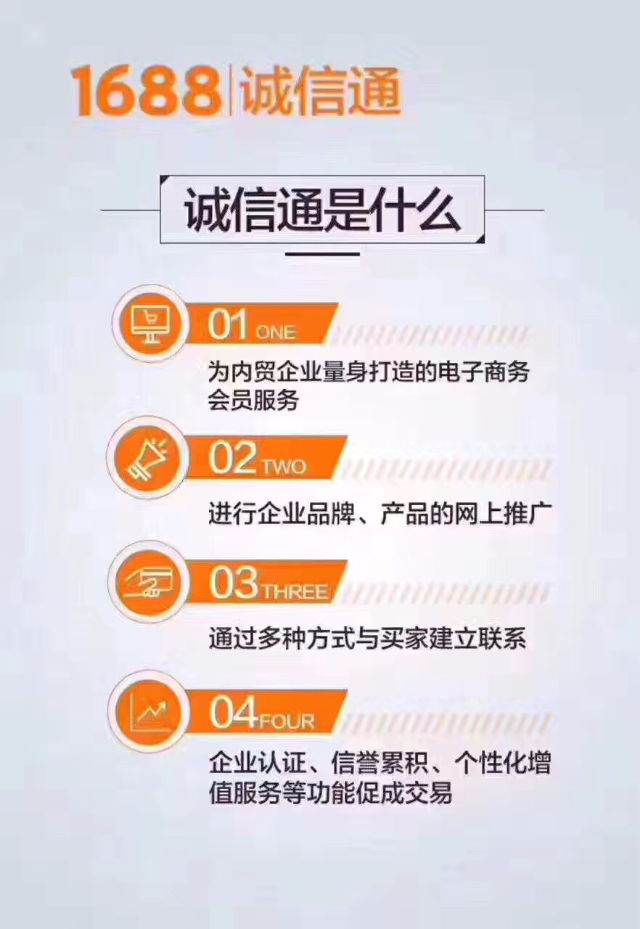 1688|诚信通
诚信通是什么
01 ONE
为内贸企业量身打造的电子商务
会员服务
02 TWO
进行企业品牌、产品的网上推广
03 THREE
通过多种方式与买家建立联系
04 FOUR
企业认证、信誉累积、个性化增
值服务等功能促成交易